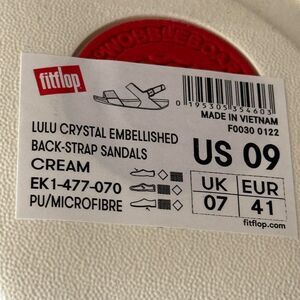 WOBBLEBOARD
fitflop
0 195305 354603
MADE IN VIETNAM
F0030 0122
LULU CRYSTAL EMBELLISHED
BACK-STRAP SANDALS
CREAM
EK1-477-070
PU/MICROFIBRE
US 09
UK EUR
07 41
fitflop.com